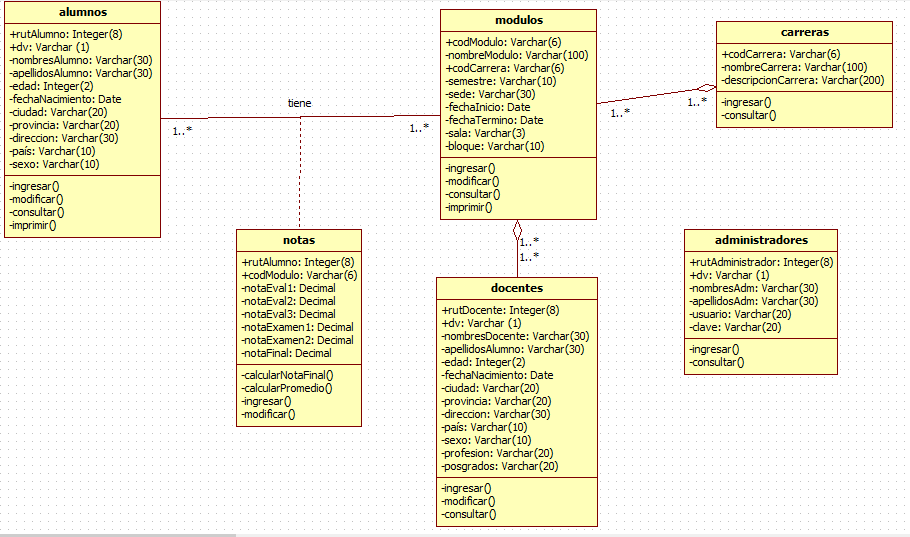 alumnos
+rutAlumno: Integer(8)
+dv: Varchar (1)
-nombresAlumno: Varchar(30)
-apellidosAlumno: Varchar(30)
-edad: Integer(2)
-fechaNacimiento: Date
-ciudad: Varchar(20)
-provincia: Varchar(20)
-direccion: Varchar(30)
-país: Varchar(10)
-sexo: Varchar(10)
-ingresar()
-modificar()
-consultar()
-imprimir()
1..*
tiene
1..*
modulos
+codModulo: Varchar(6)
-nombreModulo: Varchar(100)
+codCarrera: Varchar(6)
-semestre: Varchar(10)
-sede: Varchar(30)
-fechaInicio: Date
-fechaTermino: Date
-sala: Varchar(3)
-bloque: Varchar(10)
-ingresar()
-modificar()
-consultar()
-imprimir()
1..*
1..*
carreras
+codCarrera: Varchar(6)
-nombreCarrera: Varchar(100)
-descripcionCarrera: Varchar(200)
-ingresar()
-consultar()
notas
+rutAlumno: Integer(8)
+codModulo: Varchar(6)
-notaEval1: Decimal
-notaEval2: Decimal
-notaEval3: Decimal
-notaExamen1: Decimal
-notaExamen2: Decimal
-notaFinal: Decimal
-calcularNotaFinal()
-calcularPromedio()
-ingresar()
-modificar()
1..*
1..*
docentes
+rutDocente: Integer(8)
+dv: Varchar (1)
-nombresDocente: Varchar(30)
-apellidosAlumno: Varchar(30)
-edad: Integer(2)
-fechaNacimiento: Date
-ciudad: Varchar(20)
-provincia: Varchar(20)
-direccion: Varchar(30)
-país: Varchar(10)
-sexo: Varchar(10)
-profesion: Varchar(20)
-posgrados: Varchar(20)
-ingresar()
-modificar()
-consultar()
administradores
+rutAdministrador: Integer(8)
+dv: Varchar (1)
-nombresAdm: Varchar(30)
-apellidosAdm: Varchar(30)
-usuario: Varchar(20)
-clave: Varchar(20)
-ingresar()
-consultar()